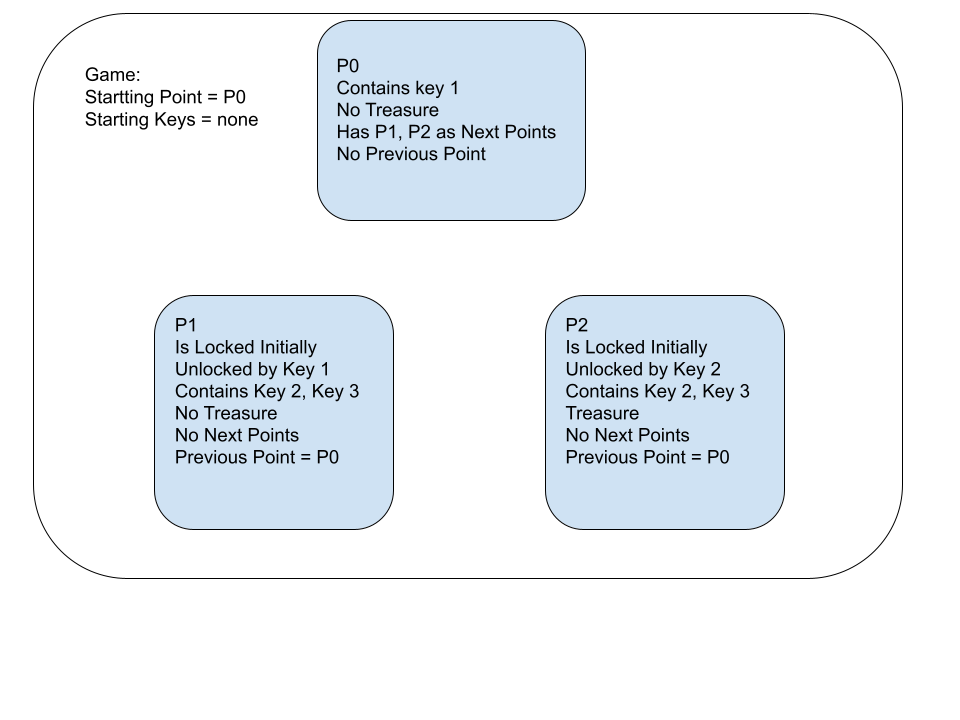 Game:
Startting Point = P0
Starting Keys = none
P0
Contains key 1
No Treasure
Has P1, P2 as Next Points
No Previous Point
P1
Is Locked Initially
Unlocked by Key 1
Contains Key 2, Key 3
No Treasure
No Next Points
Previous Point = P0
P2
Is Locked Initially
Unlocked by Key 2
Contains Key 2, Key 3
Treasure
No Next Points
Previous Point = P0